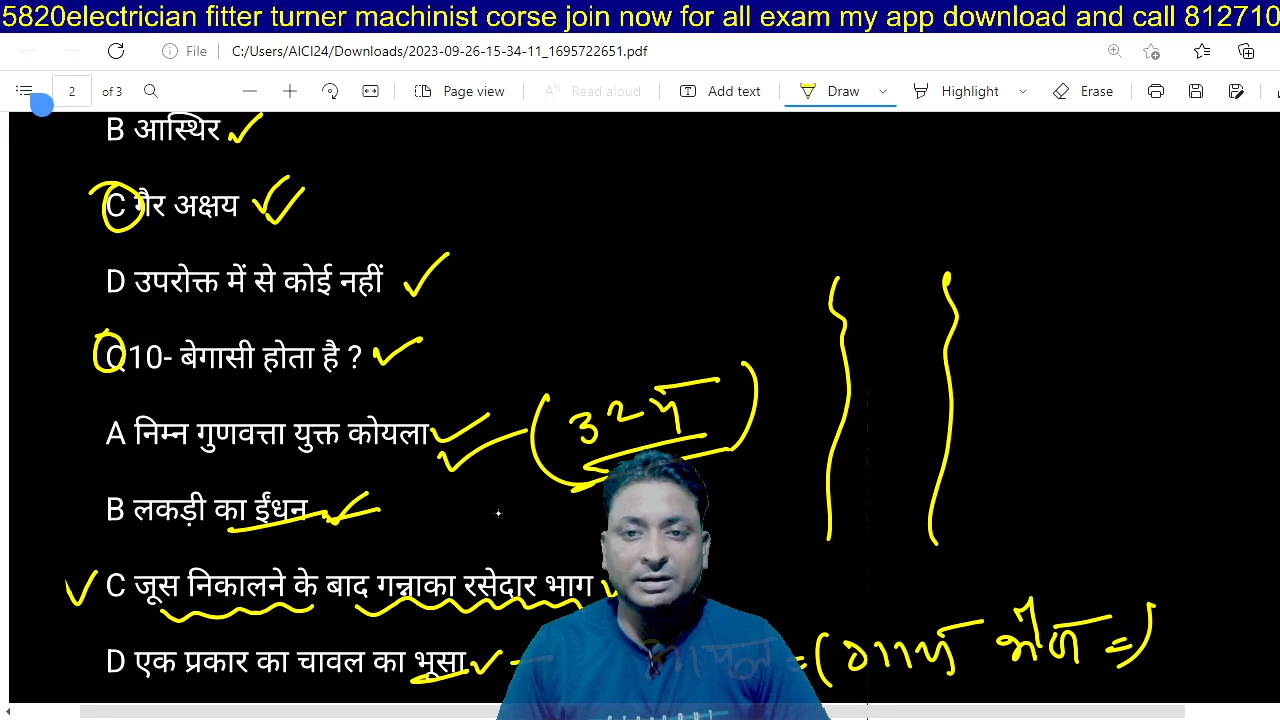 5820electrician fitter turner machinist corse join now for all exam my app download and call 812710
File C:/Users/AICI24/Downloads/2023-09-26-15-34-11_1695722651.pdf
2 of 3 Page view Read aloud Add text Draw Highlight Erase
B आस्थिर
C गैर अक्षय
D उपरोक्त में से कोई नहीं
Q10- बेगासी होता है ?
A निम्न गुणवत्ता युक्त कोयला
B लकड़ी का ईंधन
C जूस निकालने के बाद गन्नाका रसेदार भाग
D एक प्रकार का चावल का भूसा